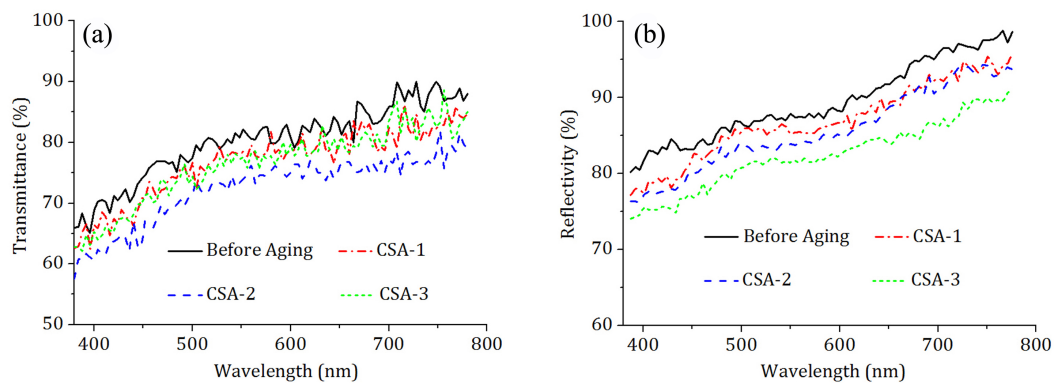 (a)
100
90
80
70
60
50
Transmittance (%)
Before Aging
CSA-1
CSA-2
CSA-3
400 500 600 700 800
Wavelength (nm)
(b)
100
90
80
70
60
Reflectivity (%)
Before Aging
CSA-1
CSA-2
CSA-3
400 500 600 700 800
Wavelength (nm)